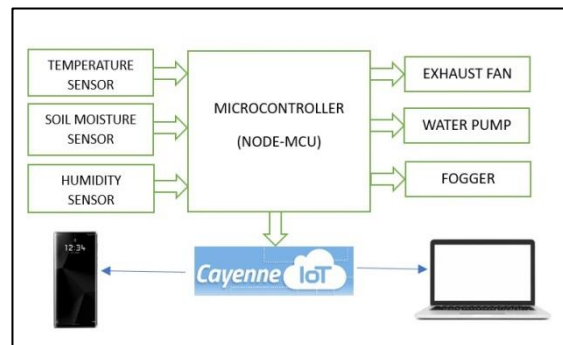 TEMPERATURE
SENSOR
SOIL MOISTURE
SENSOR
HUMIDITY
SENSOR
MICROCONTROLLER
(NODE-MCU)
EXHAUST FAN
WATER PUMP
FOGGER
12:34
Cayenne IoT